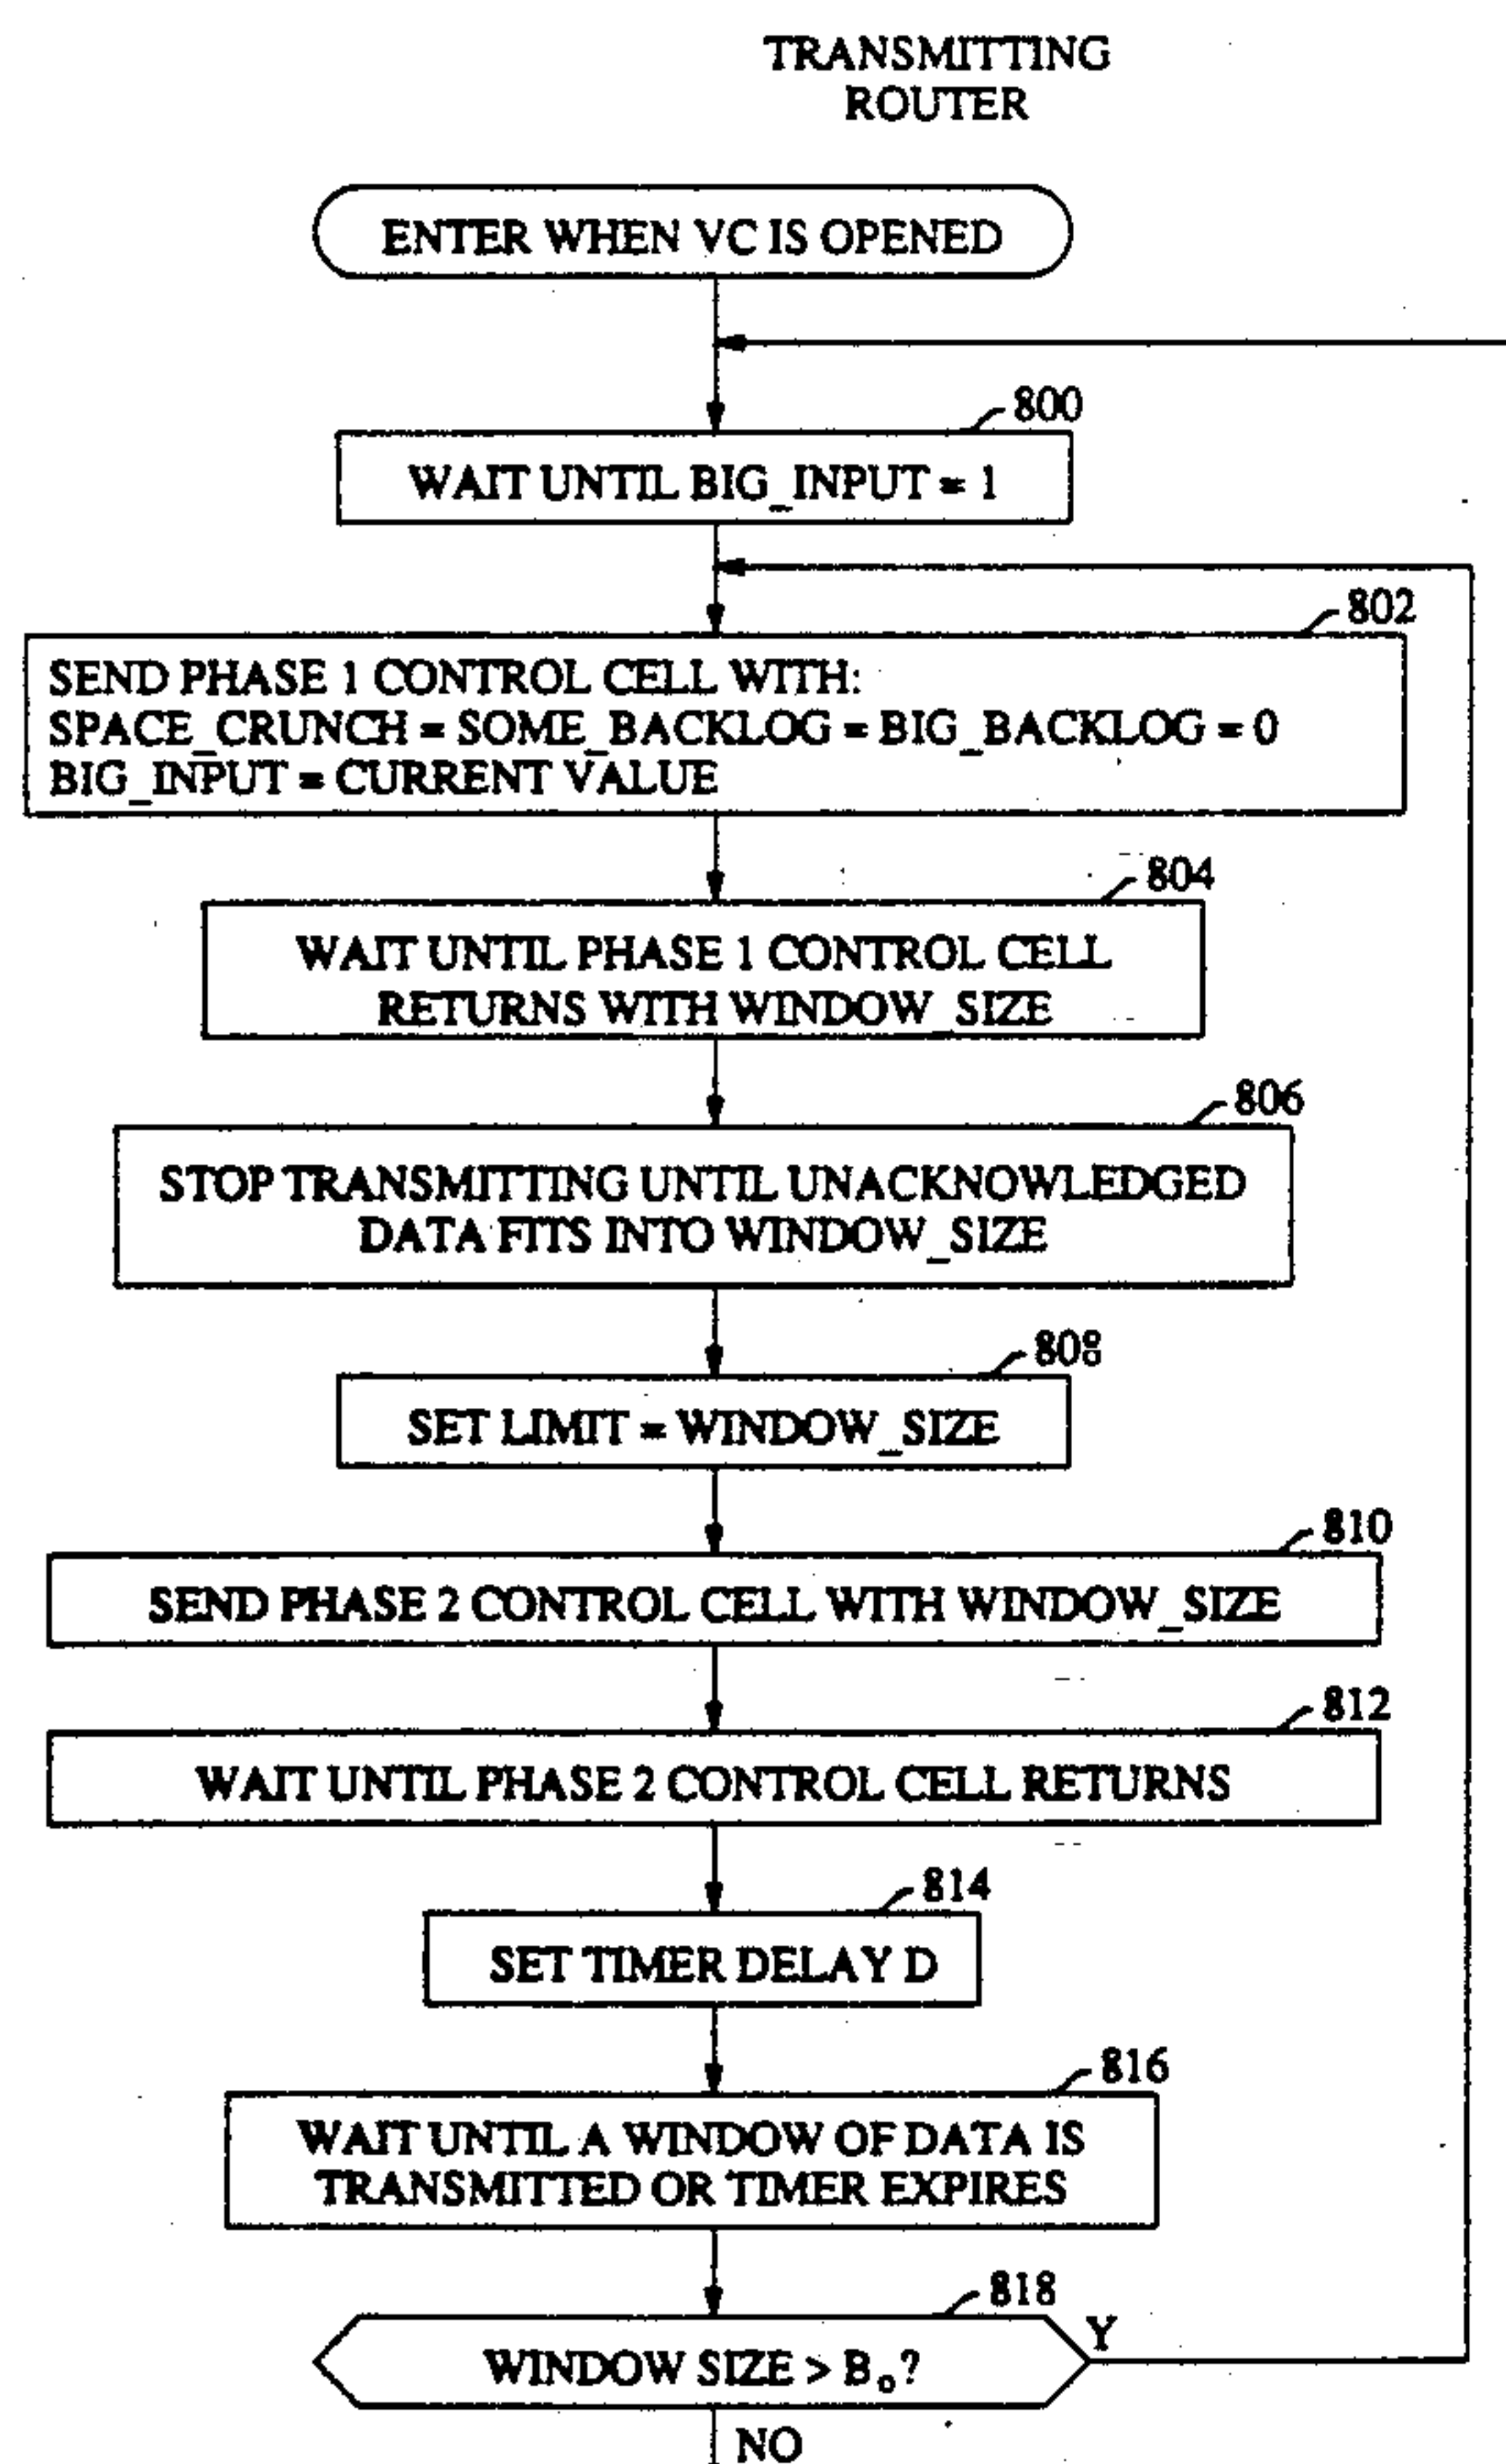 TRANSMITTING
ROUTER
ENTER WHEN VC IS OPENED
800
WAIT UNTIL BIG_INPUT = 1
802
SEND PHASE 1 CONTROL CELL WITH:
SPACE_CRUNCH = SOME_BACKLOG = BIG_BACKLOG = 0
BIG_INPUT = CURRENT VALUE
804
WAIT UNTIL PHASE 1 CONTROL CELL
RETURNS WITH WINDOW_SIZE
806
STOP TRANSMITTING UNTIL UNACKNOWLEDGED
DATA FITS INTO WINDOW_SIZE
808
SET LIMIT = WINDOW_SIZE
810
SEND PHASE 2 CONTROL CELL WITH WINDOW_SIZE
812
WAIT UNTIL PHASE 2 CONTROL CELL RETURNS
814
SET TIMER DELAY D
816
WAIT UNTIL A WINDOW OF DATA IS
TRANSMITTED OR TIMER EXPIRES
818
WINDOW SIZE > B₀?
Y
NO